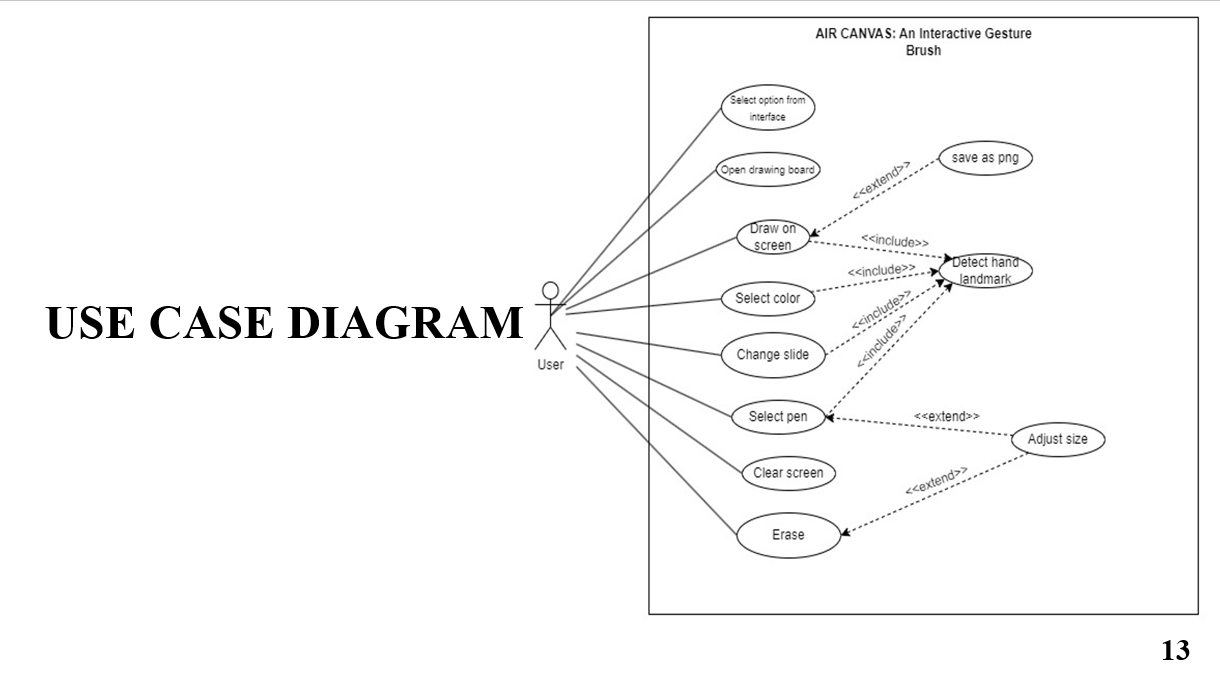 AIR CANVAS: An Interactive Gesture
Brush
Select option from
interface
Open drawing board
save as png
<<extend>>
Draw on
screen
<<include>>
Detect hand
landmark
<<include>>
Select color
<<include>>
USE CASE DIAGRAM
User
Change slide
<<include>>
Select pen
<<extend>>
Adjust size
Clear screen
<<extend>>
Erase
13